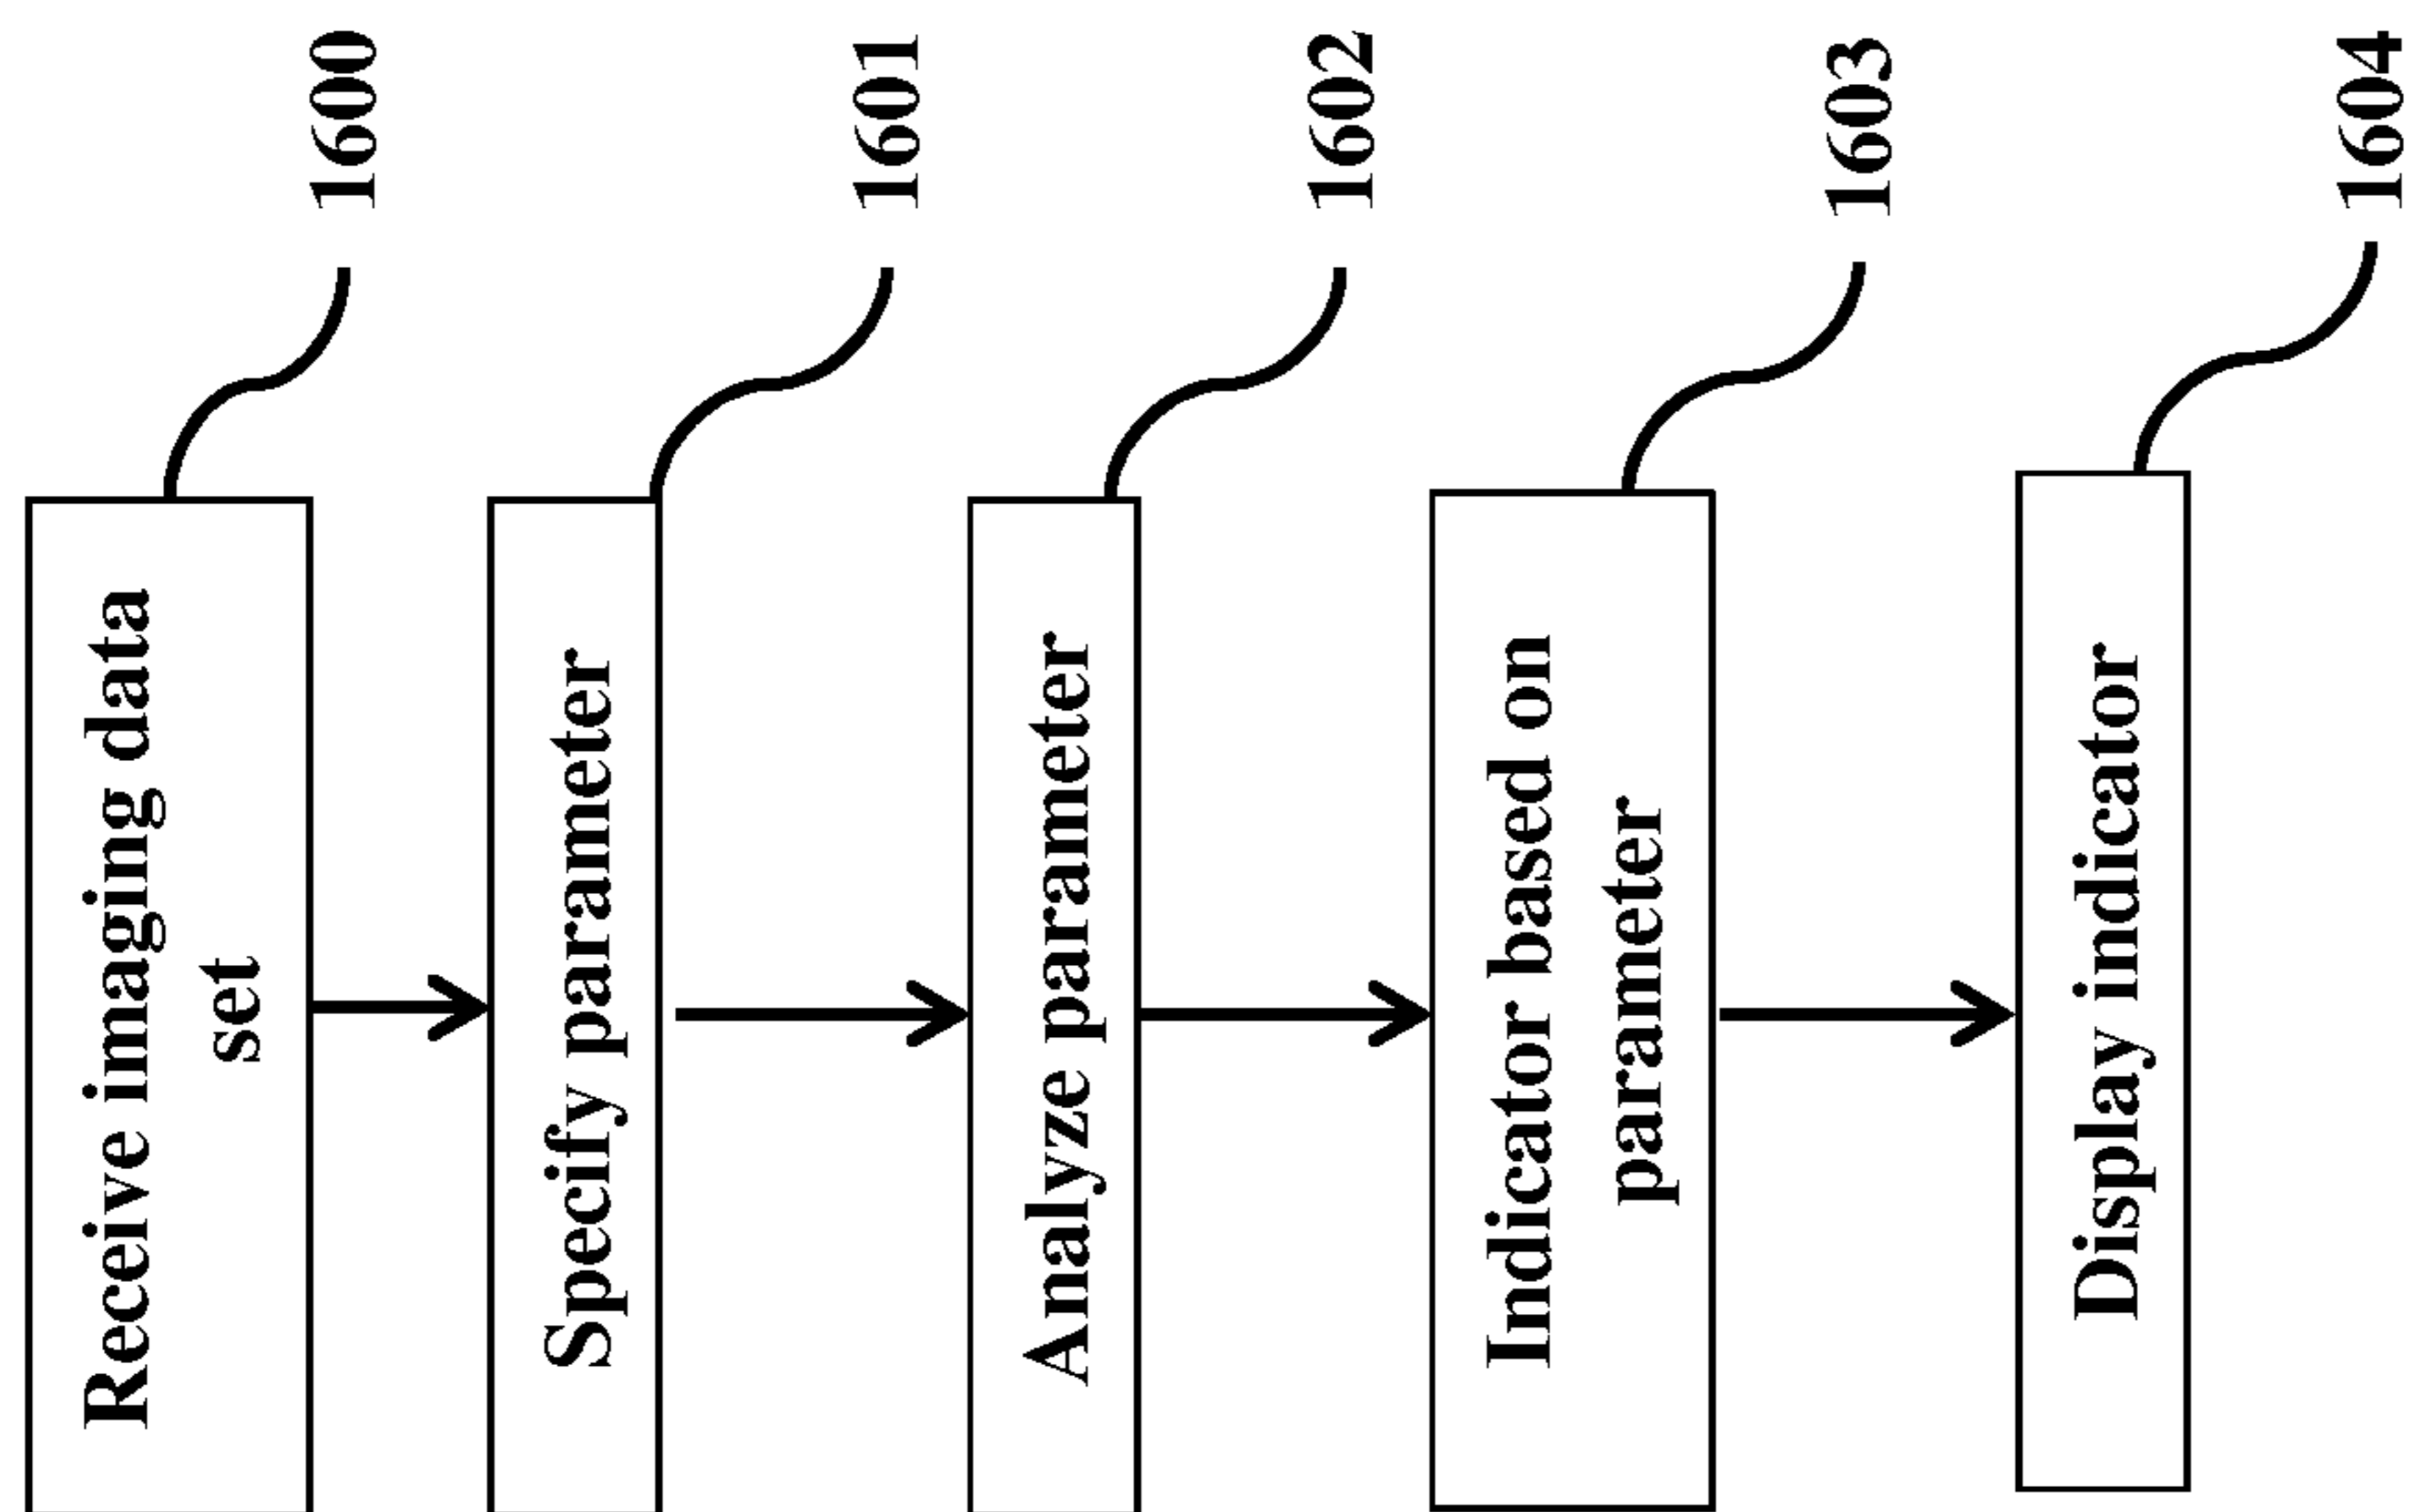 Receive imaging data
set
1600
Specify parameter
1601
Analyze parameter
1602
Indicator based on
parameter
1603
Display indicator
1604